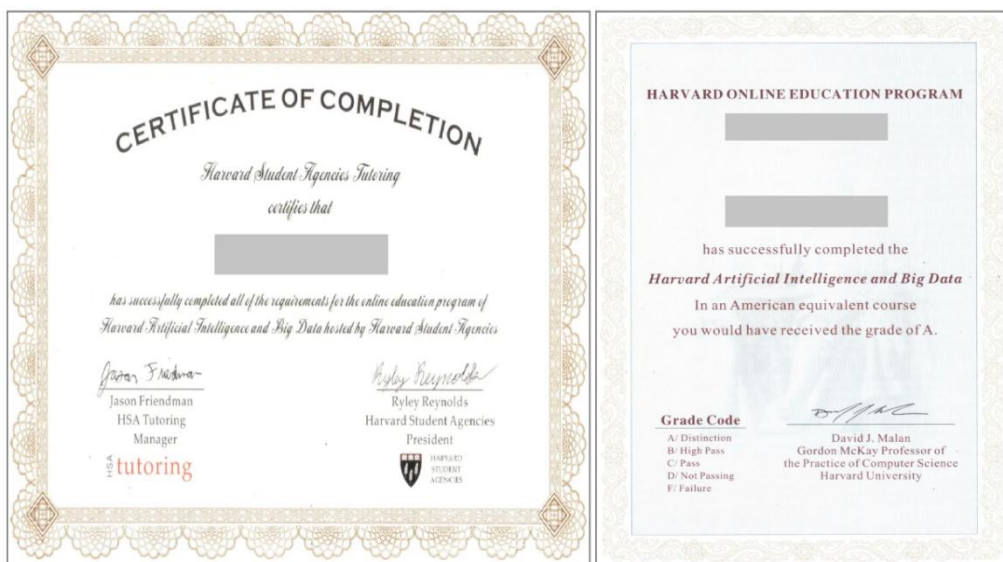 CERTIFICATE OF COMPLETION
Harvard Student Agencies Tutoring
certifies that
has successfully completed all of the requirements for the online education program of
Harvard Artificial Intelligence and Big Data hosted by Harvard Student Agencies
Jason Friedman
Jason Friendman
HSA Tutoring
Manager
HSA tutoring
Ryley Reynolds
Ryley Reynolds
Harvard Student Agencies
President
HARVARD
STUDENT
AGENCIES
HARVARD ONLINE EDUCATION PROGRAM
has successfully completed the
Harvard Artificial Intelligence and Big Data
In an American equivalent course
you would have received the grade of A.
Grade Code
A/ Distinction
B/ High Pass
C/ Pass
D/ Not Passing
F/ Failure
David J. Malan
Gordon McKay Professor of
the Practice of Computer Science
Harvard University